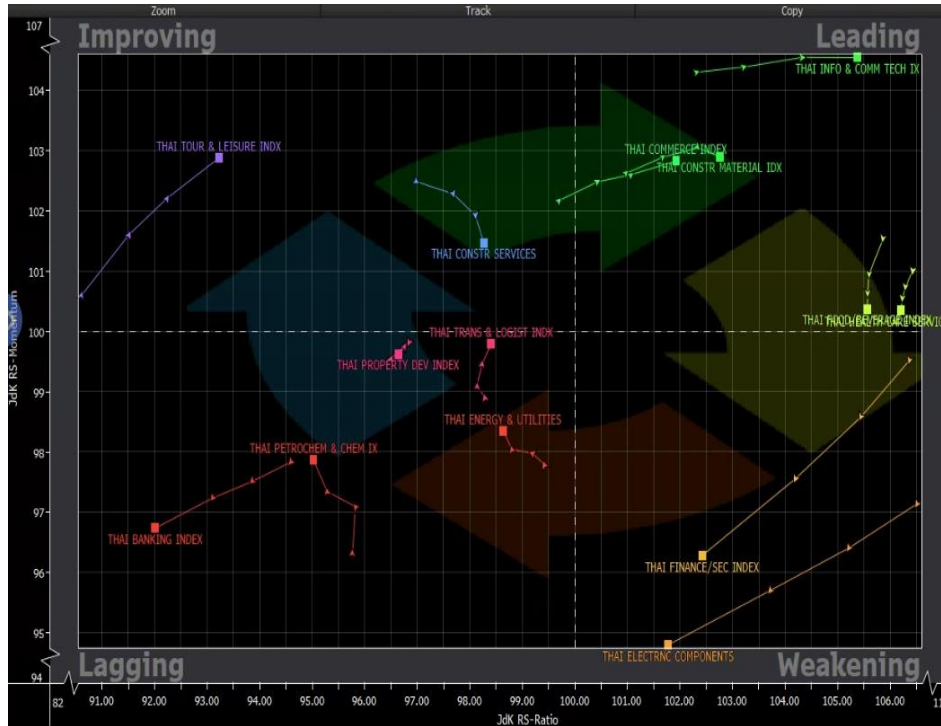 Zoom Track Copy
107
Improving Leading
THAI INFO & COMM TECH IX
104
103
THAI TOUR & LEISURE INDX
THAI COMMERCE INDEX
THAI CONSTR MATERIAL IDX
102
THAI CONSTR SERVICES
101
JdK RS-Momentum
100
THAI TRANS & LOGIST INDX
THAI PROPERTY DEV INDEX
99
THAI ENERGY & UTILITIES
98
THAI PETROCHEM & CHEM IX
97
THAI BANKING INDEX
96
THAI FINANCE/SEC INDEX
95
THAI ELECTRNC COMPONENTS
Lagging Weakening
94
82 91.00 92.00 93.00 94.00 95.00 96.00 97.00 98.00 99.00 100.00 101.00 102.00 103.00 104.00 105.00 106.00
JdK RS-Ratio